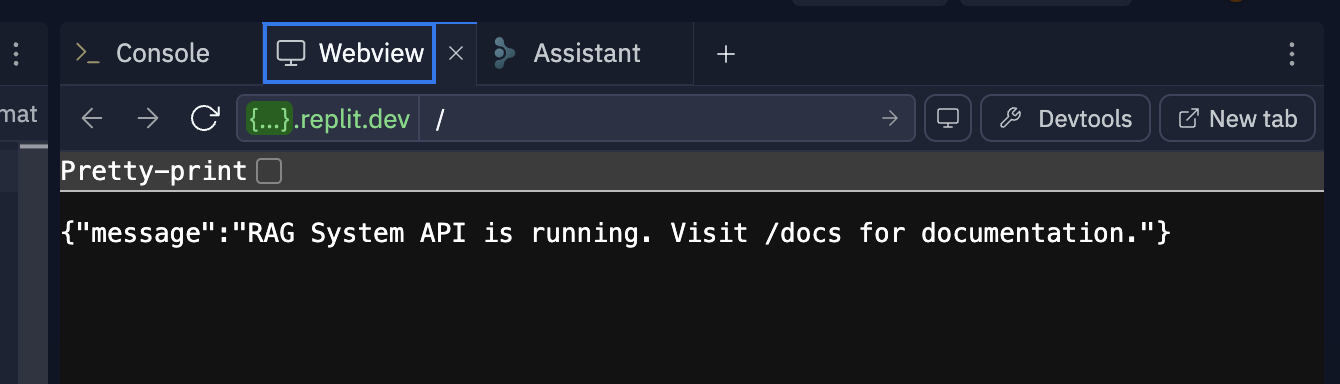 Console Webview Assistant
mat {...}.replit.dev / Devtools New tab
Pretty-print
{"message":"RAG System API is running. Visit /docs for documentation."}